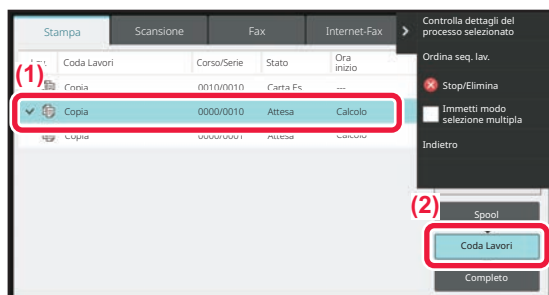 Stampa Scansione Fax Internet-Fax
Controlla dettagli del
processo selezionato
Coda Lavori Corso/Serie Stato Ora
inizio
Ordina seq. lav.
(1)
Copia 0010/0010 Carta Es. ---
Stop/Elimina
Copia 0000/0010 Attesa Calcolo
Immetti modo
selezione multipla
Copia 0000/0001 Attesa Calcolo
Indietro
(2)
Spool
Coda Lavori
Completo